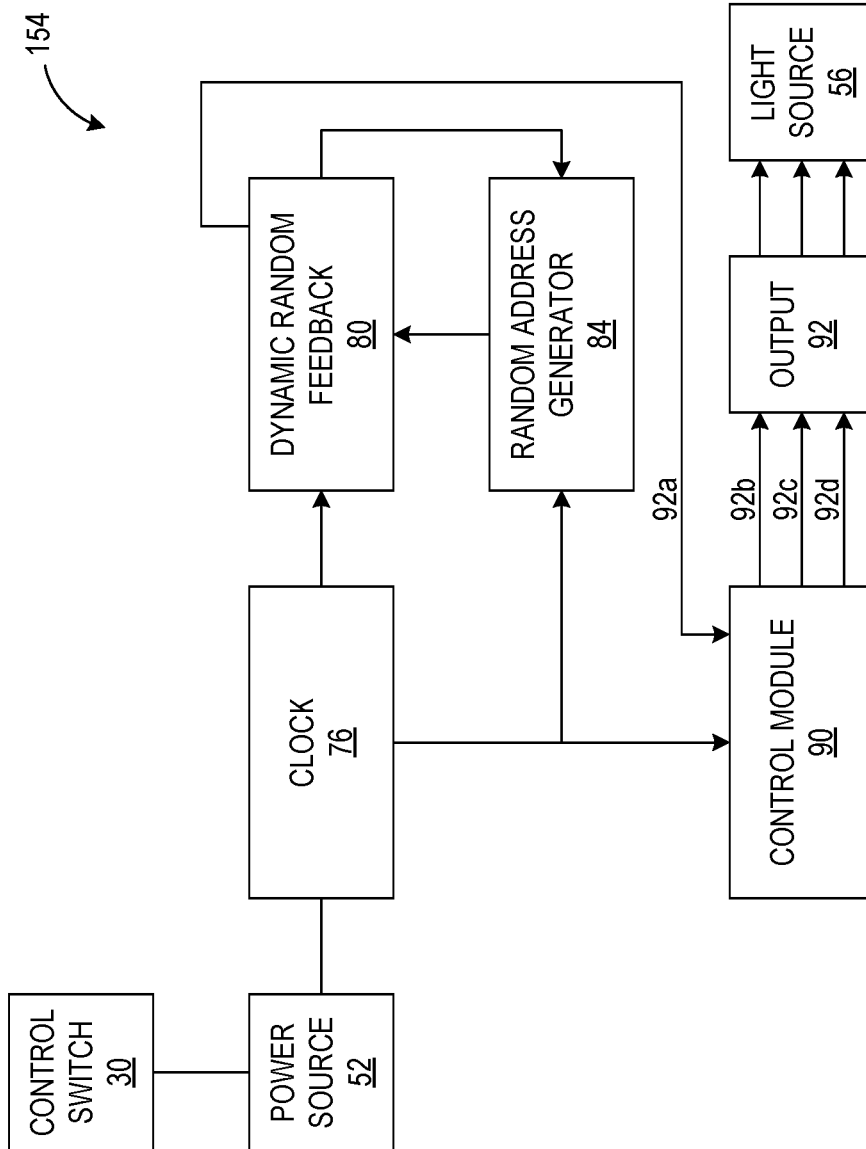 154
CONTROL
SWITCH
30
POWER
SOURCE
52
CLOCK
76
DYNAMIC RANDOM
FEEDBACK
80
RANDOM ADDRESS
GENERATOR
84
92a
CONTROL MODULE
90
92b
92c
92d
OUTPUT
92
LIGHT
SOURCE
56